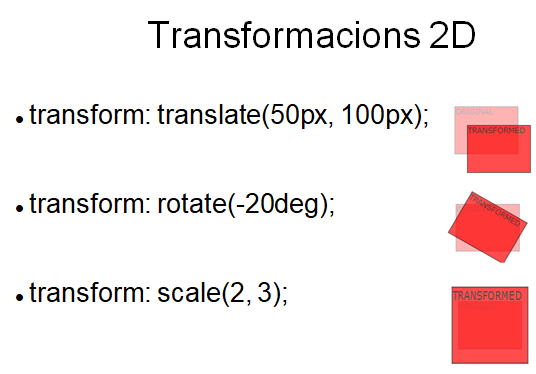 Transformacions 2D
• transform: translate(50px, 100px);
ORIGINAL
TRANSFORMED
• transform: rotate(-20deg);
TRANSFORMED
• transform: scale(2, 3);
TRANSFORMED